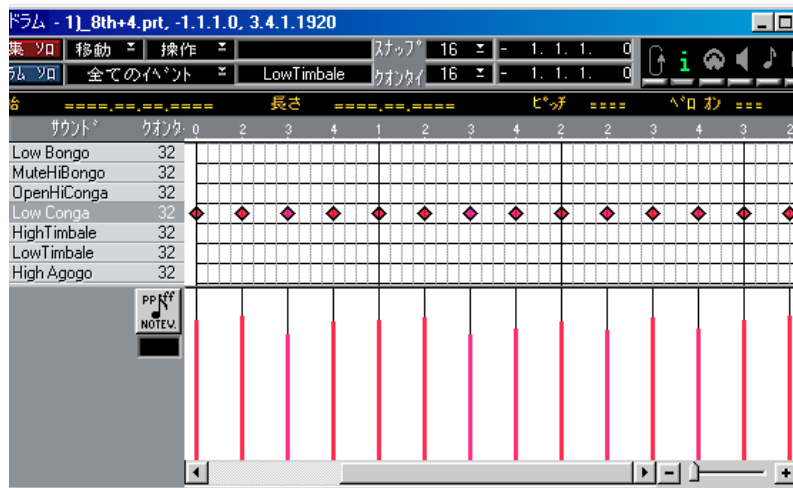 ドラム - 1)_8th+4.prt, -1.1.1.0, 3.4.1.1920
集 ソロ 移動 操作 スナップ 16 - 1. 1. 1. 0
ラム ソロ 全てのイベント LowTimbale クオンタイ 16 - 1. 1. 1. 0
始 ====.==.==.==== 長さ ====.==.==== ピッチ ==== ベロ オン ===
サウンド クオンタ 0 2 3 4 1 2 3 4 2 2 3 4 3 2
Low Bongo 32
MuteHiBongo 32
OpenHiConga 32
Low Conga 32
HighTimbale 32
LowTimbale 32
High Agogo 32
PP ff
NOTEV.